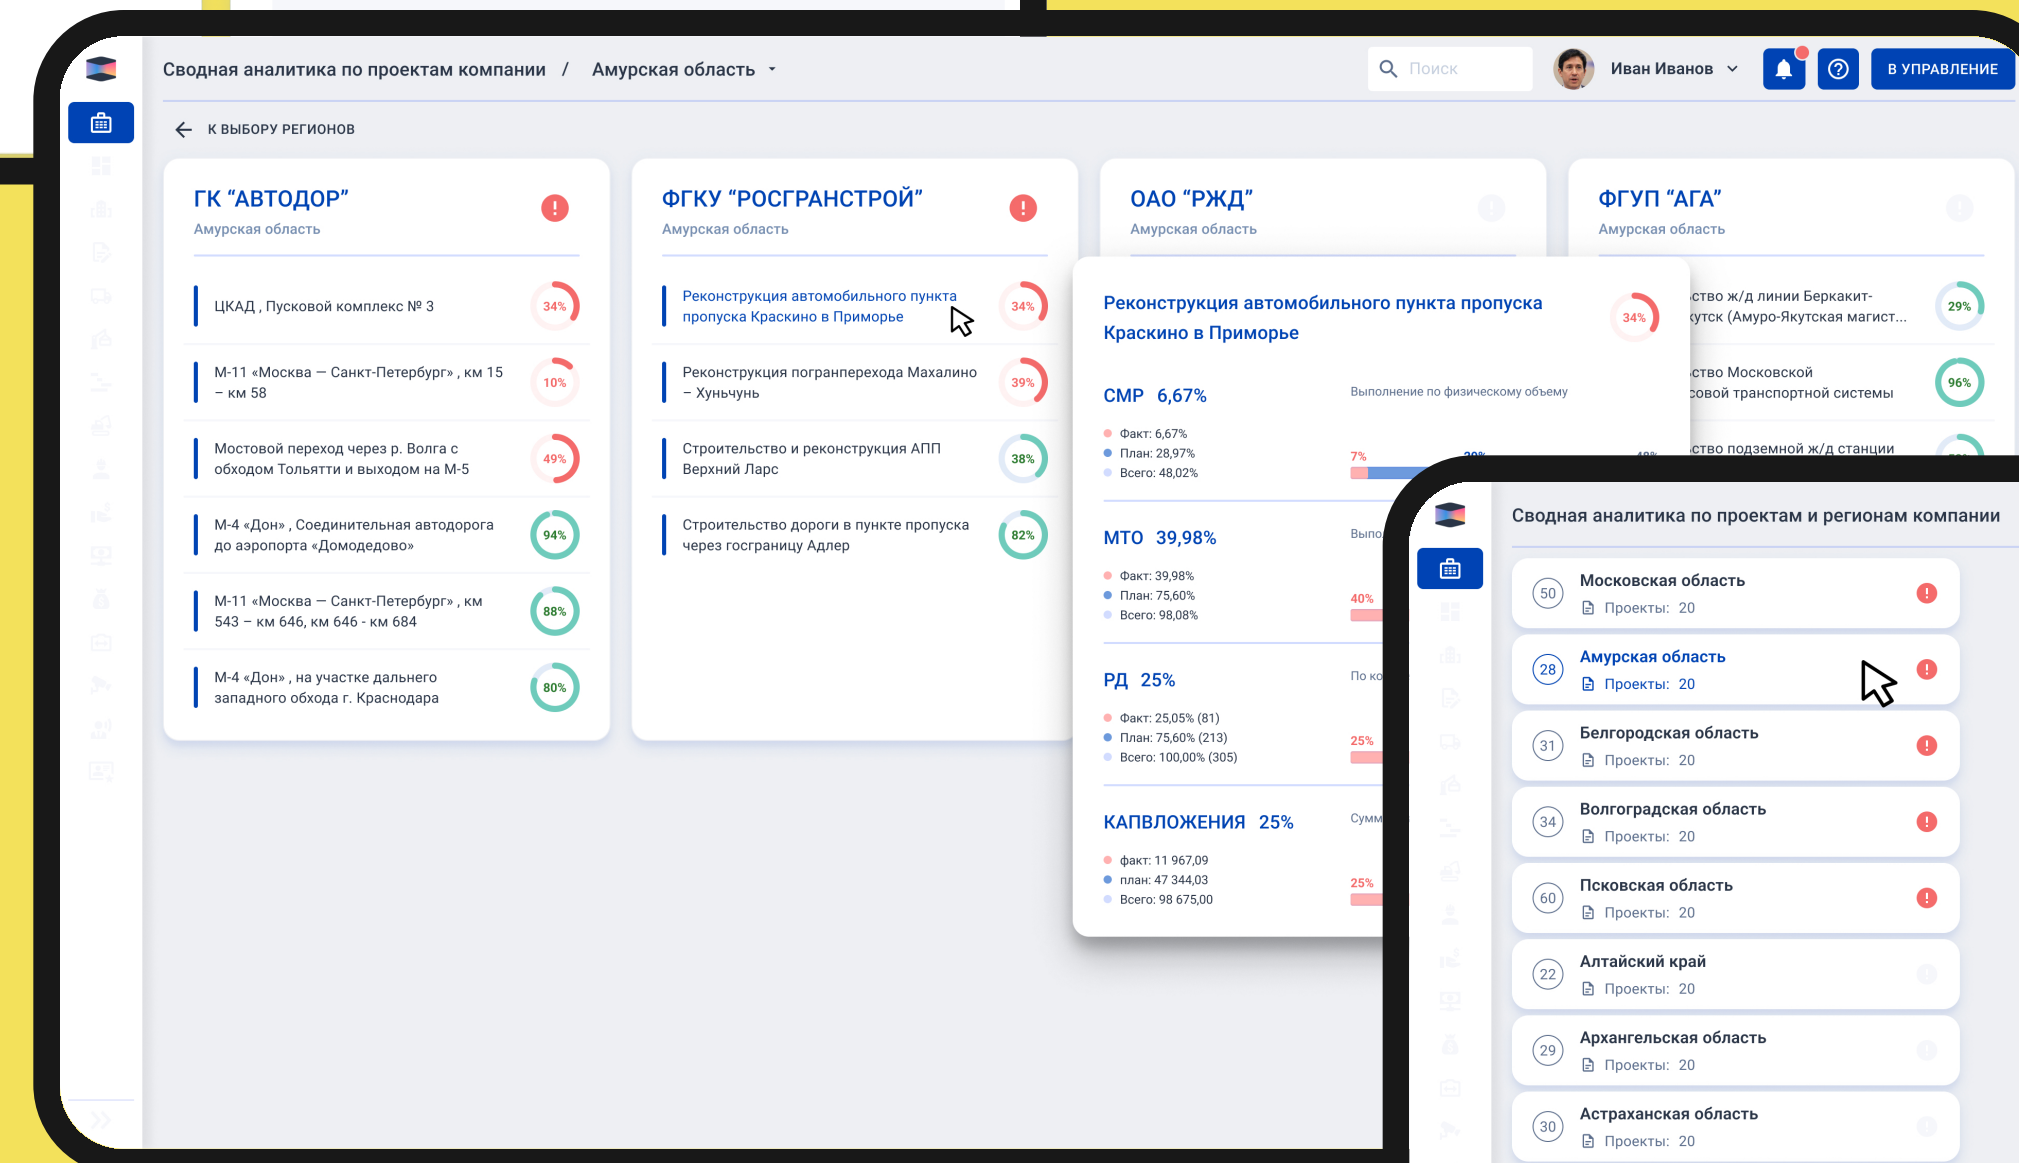 Сводная аналитика по проектам компании / Амурская область
Поиск
Иван Иванов
В УПРАВЛЕНИЕ
К ВЫБОРУ РЕГИОНОВ
ГК “АВТОДОР”
Амурская область
ЦКАД , Пусковой комплекс № 3
34%
М-11 «Москва — Санкт-Петербург» , км 15
– км 58
10%
Мостовой переход через р. Волга с
обходом Тольятти и выходом на М-5
49%
М-4 «Дон» , Соединительная автодорога
до аэропорта «Домодедово»
94%
М-11 «Москва — Санкт-Петербург» , км
543 – км 646, км 646 - км 684
88%
М-4 «Дон» , на участке дальнего
западного обхода г. Краснодара
80%
ФГКУ “РОСГРАНСТРОЙ”
Амурская область
Реконструкция автомобильного пункта
пропуска Краскино в Приморье
34%
Реконструкция погранперехода Махалино
– Хуньчунь
39%
Строительство и реконструкция АПП
Верхний Ларс
38%
Строительство дороги в пункте пропуска
через госграницу Адлер
82%
ОАО “РЖД”
Амурская область
ФГУП “АГА”
Амурская область
ство ж/д линии Беркакит-
кутск (Амуро-Якутская магист...
29%
ство Московской
совой транспортной системы
96%
ство подземной ж/д станции
Реконструкция автомобильного пункта пропуска
Краскино в Приморье
34%
СМР 6,67%
Выполнение по физическому объему
Факт: 6,67%
План: 28,97%
Всего: 48,02%
7%
МТО 39,98%
Выпо
Факт: 39,98%
План: 75,60%
Всего: 98,08%
40%
РД 25%
По ко
Факт: 25,05% (81)
План: 75,60% (213)
Всего: 100,00% (305)
25%
КАПВЛОЖЕНИЯ 25%
Сумм
факт: 11 967,09
план: 47 344,03
Всего: 98 675,00
25%
Сводная аналитика по проектам и регионам компании
50
Московская область
Проекты: 20
28
Амурская область
Проекты: 20
31
Белгородская область
Проекты: 20
34
Волгоградская область
Проекты: 20
60
Псковская область
Проекты: 20
22
Алтайский край
Проекты: 20
29
Архангельская область
Проекты: 20
30
Астраханская область
Проекты: 20